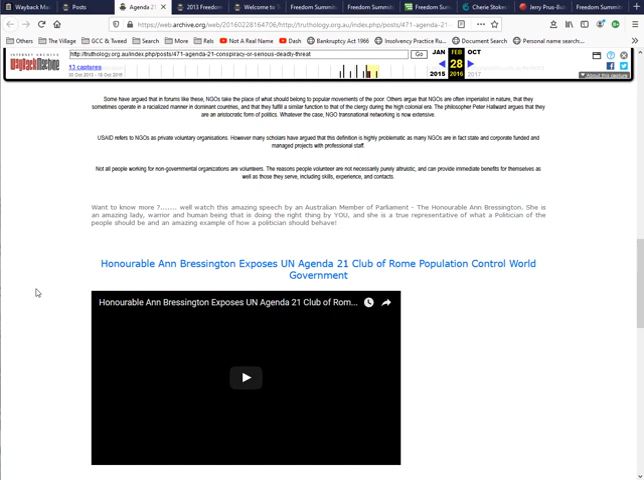 Wayback Mac
Posts
Agenda 21
2013 Freedom
Welcome to
Freedom Summit
Freedom Summ
Cherie Stoker
Jerry Prus-But
Freedom Summit
https://web.archive.org/web/20160228164706/http://truthology.org.au/index.php/posts/471-agenda-21-
Others
The Village
GCC & Tweed
Search
More
Rels
Not A Real Name
Dash
Bankruptcy Act 1966
Insolvency Practice Ru
Document Search
Personal name search:
INTERNET ARCHIVE
WayBackMachine
http://truthology.org.au/index.php/posts/471-agenda-21-conspiracy-or-serious-deadly-threat
Go
JAN
FEB
OCT
13 captures
28
2015
2016
2017
About this capture
Some have argued that in forums like these, NGOs take the place of what should belong to popular movements of the poor. Others argue that NGOs are often imperialist in nature, that they
sometimes operate in a racialized manner in dominant countries, and that they fulfil a similar function to that of the clergy during the high colonial era. The philosopher Peter Hallward argues that they
are an aristocratic form of politics. Whatever the case, NGO transnational networking is now extensive.
USAID refers to NGOs as private voluntary organisations. However many scholars have argued that this definition is highly problematic as many NGOs are in fact state and corporate funded and
managed projects with professional staff.
Not all people working for non-governmental organizations are volunteers. The reasons people volunteer are not necessarily purely altruistic, and can provide immediate benefits for themselves as
well as those they serve, including skills, experience, and contacts.
Want to know more ?....... well watch this amazing speech by an Australian Member of Parliament - The Honourable Ann Bressington. She is
an amazing lady, warrior and human being that is doing the right thing by YOU, and she is a true representative of what a Politician of the
people should be and an amazing example of how a politician should behave!
Honourable Ann Bressington Exposes UN Agenda 21 Club of Rome Population Control World
Government
Honourable Ann Bressington Exposes UN Agenda 21 Club of Rom...